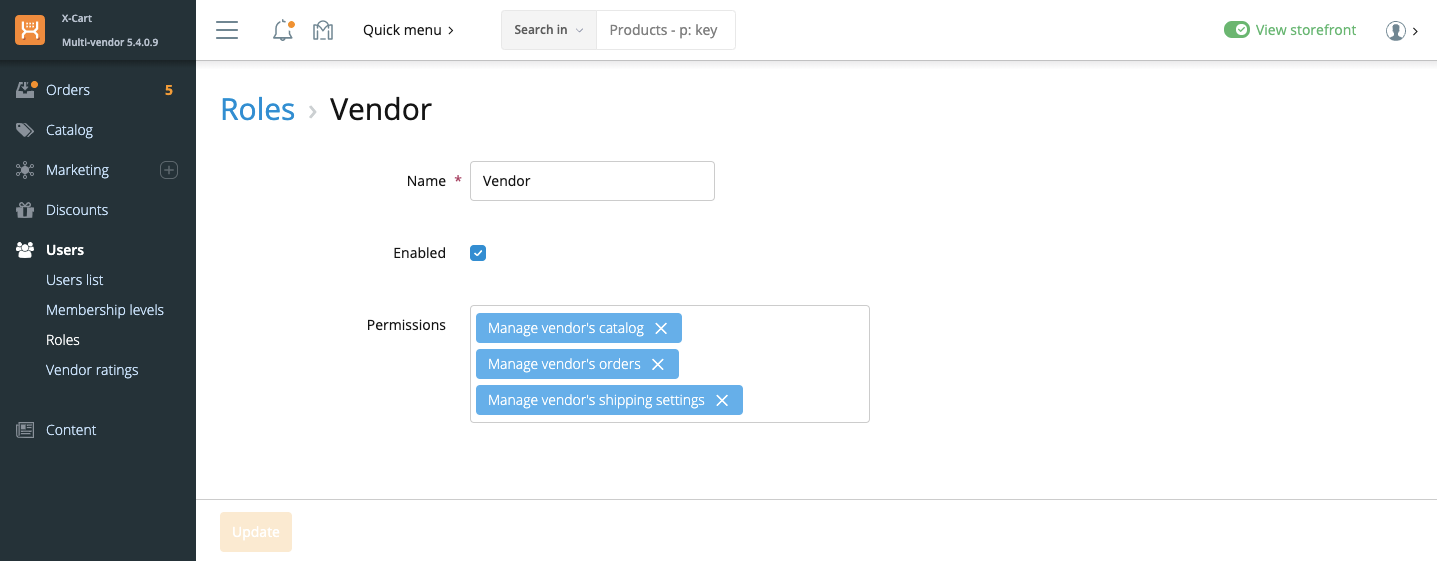 X-Cart
Multi-vendor 5.4.0.9
Quick menu
Search in
Products - p: key
View storefront
Orders 5
Catalog
Marketing
Discounts
Users
Users list
Membership levels
Roles
Vendor ratings
Content
Roles › Vendor
Name * Vendor
Enabled
Permissions
Manage vendor's catalog
Manage vendor's orders
Manage vendor's shipping settings
Update